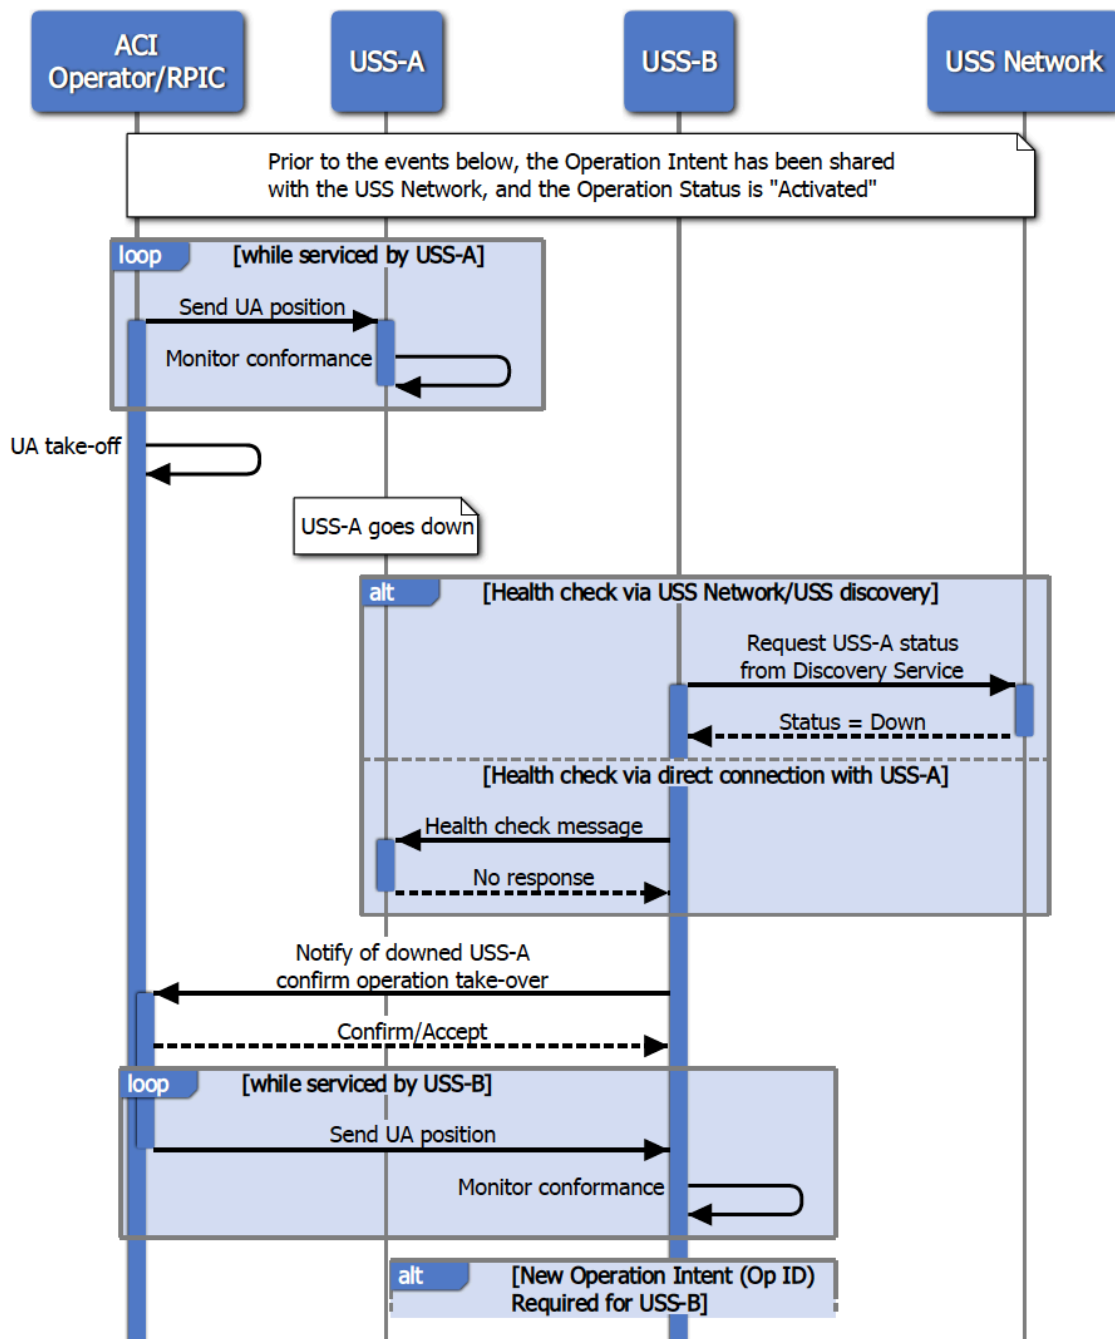 ACI
Operator/RPIC
USS-A
USS-B
USS Network
Prior to the events below, the Operation Intent has been shared
with the USS Network, and the Operation Status is "Activated"
loop
[while serviced by USS-A]
Send UA position
Monitor conformance
UA take-off
USS-A goes down
alt
[Health check via USS Network/USS discovery]
Request USS-A status
from Discovery Service
Status = Down
[Health check via direct connection with USS-A]
Health check message
No response
Notify of downed USS-A
confirm operation take-over
Confirm/Accept
loop
[while serviced by USS-B]
Send UA position
Monitor conformance
alt
[New Operation Intent (Op ID)
Required for USS-B]